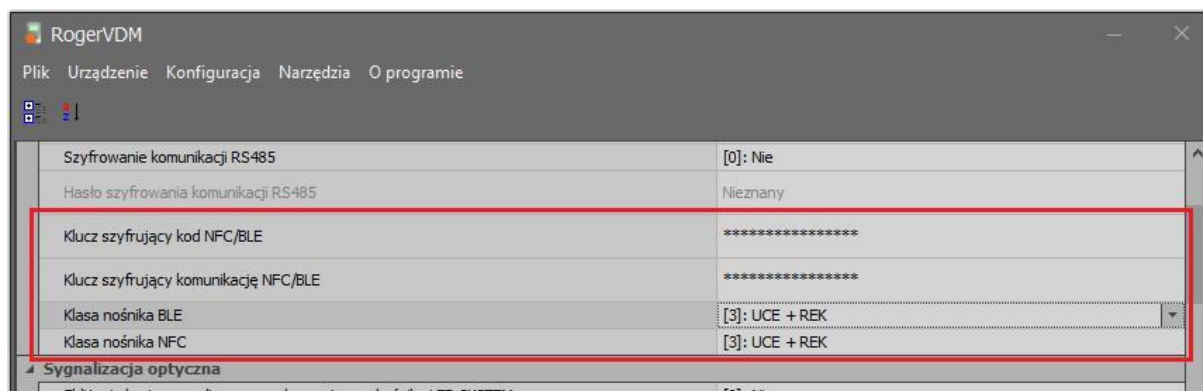 RogerVDM
Plik Urządzenie Konfiguracja Narzędzia O programie
Szyfrowanie komunikacji RS485 [0]: Nie
Hasło szyfrowania komunikacji RS485 Nieznany
Klucz szyfrujący kod NFC/BLE ****************
Klucz szyfrujący komunikację NFC/BLE ****************
Klasa nośnika BLE [3]: UCE + REK
Klasa nośnika NFC [3]: UCE + REK
Sygnalizacja optyczna